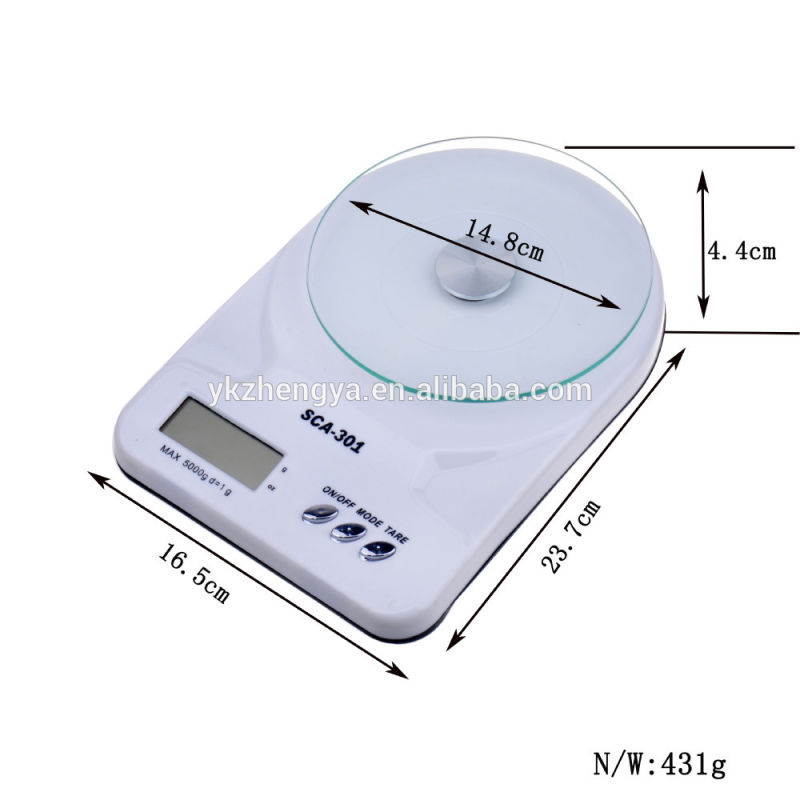 14.8cm
4.4cm
ykzhengya.en.alibaba.com
SCA-301
MAX 5000g d=1g
g
oz
ON/OFF MODE TARE
16.5cm
23.7cm
N/W:431g